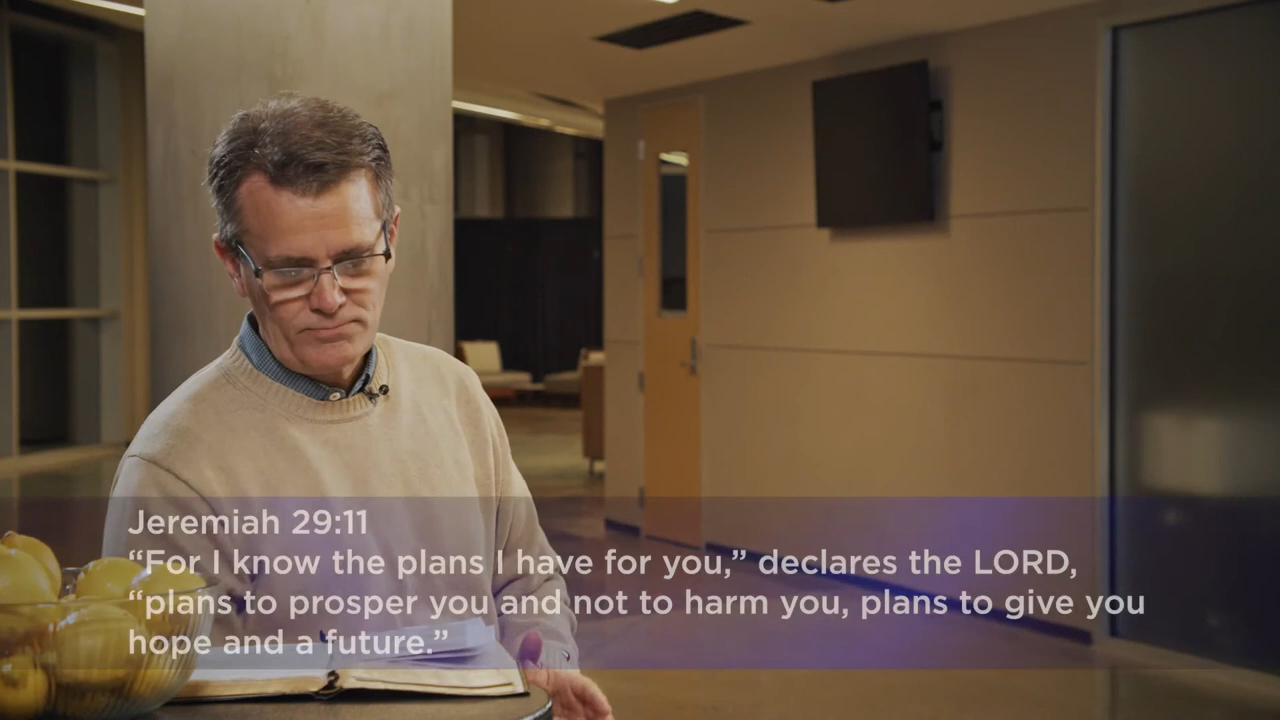 Jeremiah 29:11
“For I know the plans I have for you,” declares the LORD,
“plans to prosper you and not to harm you, plans to give you
hope and a future.”